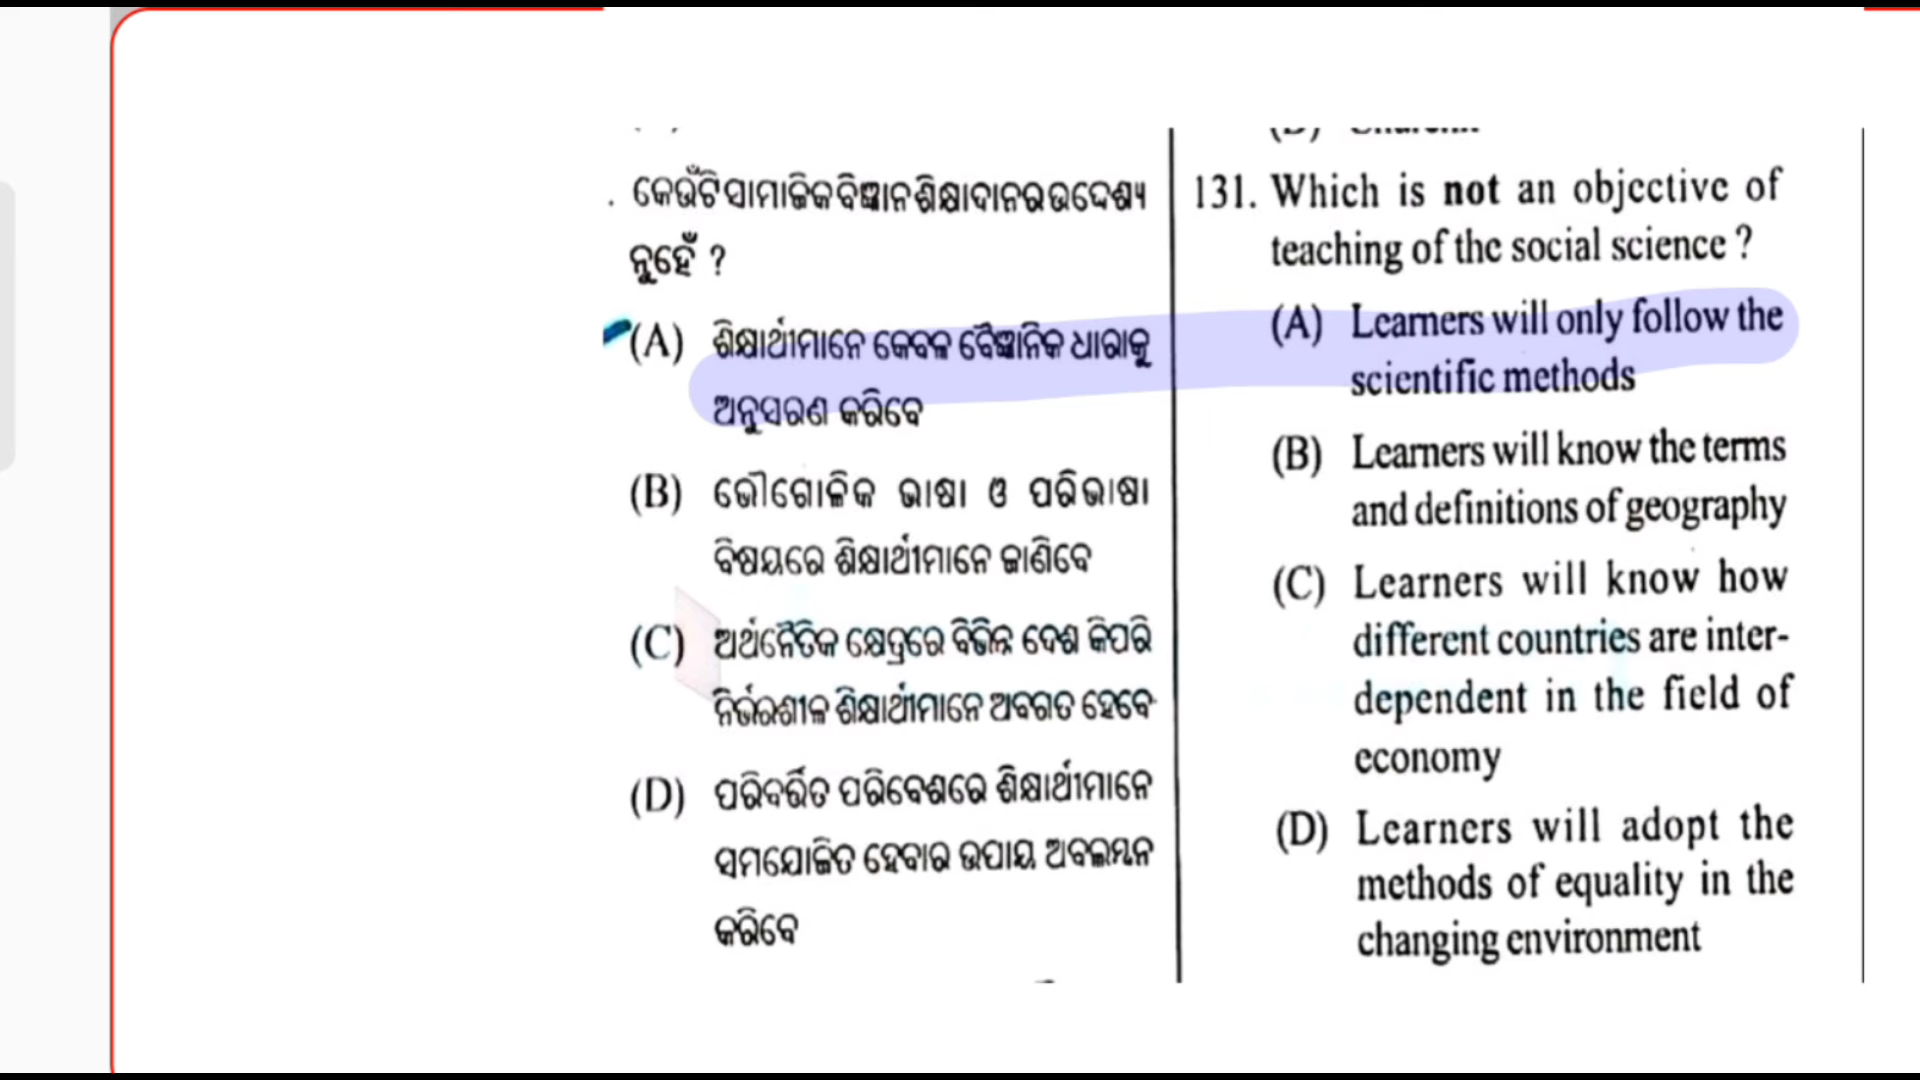 . କେଉଁଟି ସାମାଜିକ ବିଜ୍ଞାନ ଶିକ୍ଷାଦାନର ଉଦ୍ଦେଶ୍ୟ
ନୁହେଁ ?
(A) ଶିକ୍ଷାର୍ଥୀମାନେ କେବଳ ବୈଜ୍ଞାନିକ ଧାରାକୁ
ଅନୁସରଣ କରିବେ
(B) ଭୌଗୋଳିକ ଭାଷା ଓ ପରିଭାଷା
ବିଷୟରେ ଶିକ୍ଷାର୍ଥୀମାନେ ଜାଣିବେ
(C) ଅର୍ଥନୈତିକ କ୍ଷେତ୍ରରେ ବିଭିନ୍ନ ଦେଶ କିପରି
ନିର୍ଭରଶୀଳ ଶିକ୍ଷାର୍ଥୀମାନେ ଅବଗତ ହେବେ
(D) ପରିବର୍ତ୍ତିତ ପରିବେଶରେ ଶିକ୍ଷାର୍ଥୀମାନେ
ସମଯୋଜିତ ହେବାର ଉପାୟ ଅବଲମ୍ବନ
କରିବେ
131. Which is not an objective of
teaching of the social science ?
(A) Learners will only follow the
scientific methods
(B) Learners will know the terms
and definitions of geography
(C) Learners will know how
different countries are inter-
dependent in the field of
economy
(D) Learners will adopt the
methods of equality in the
changing environment